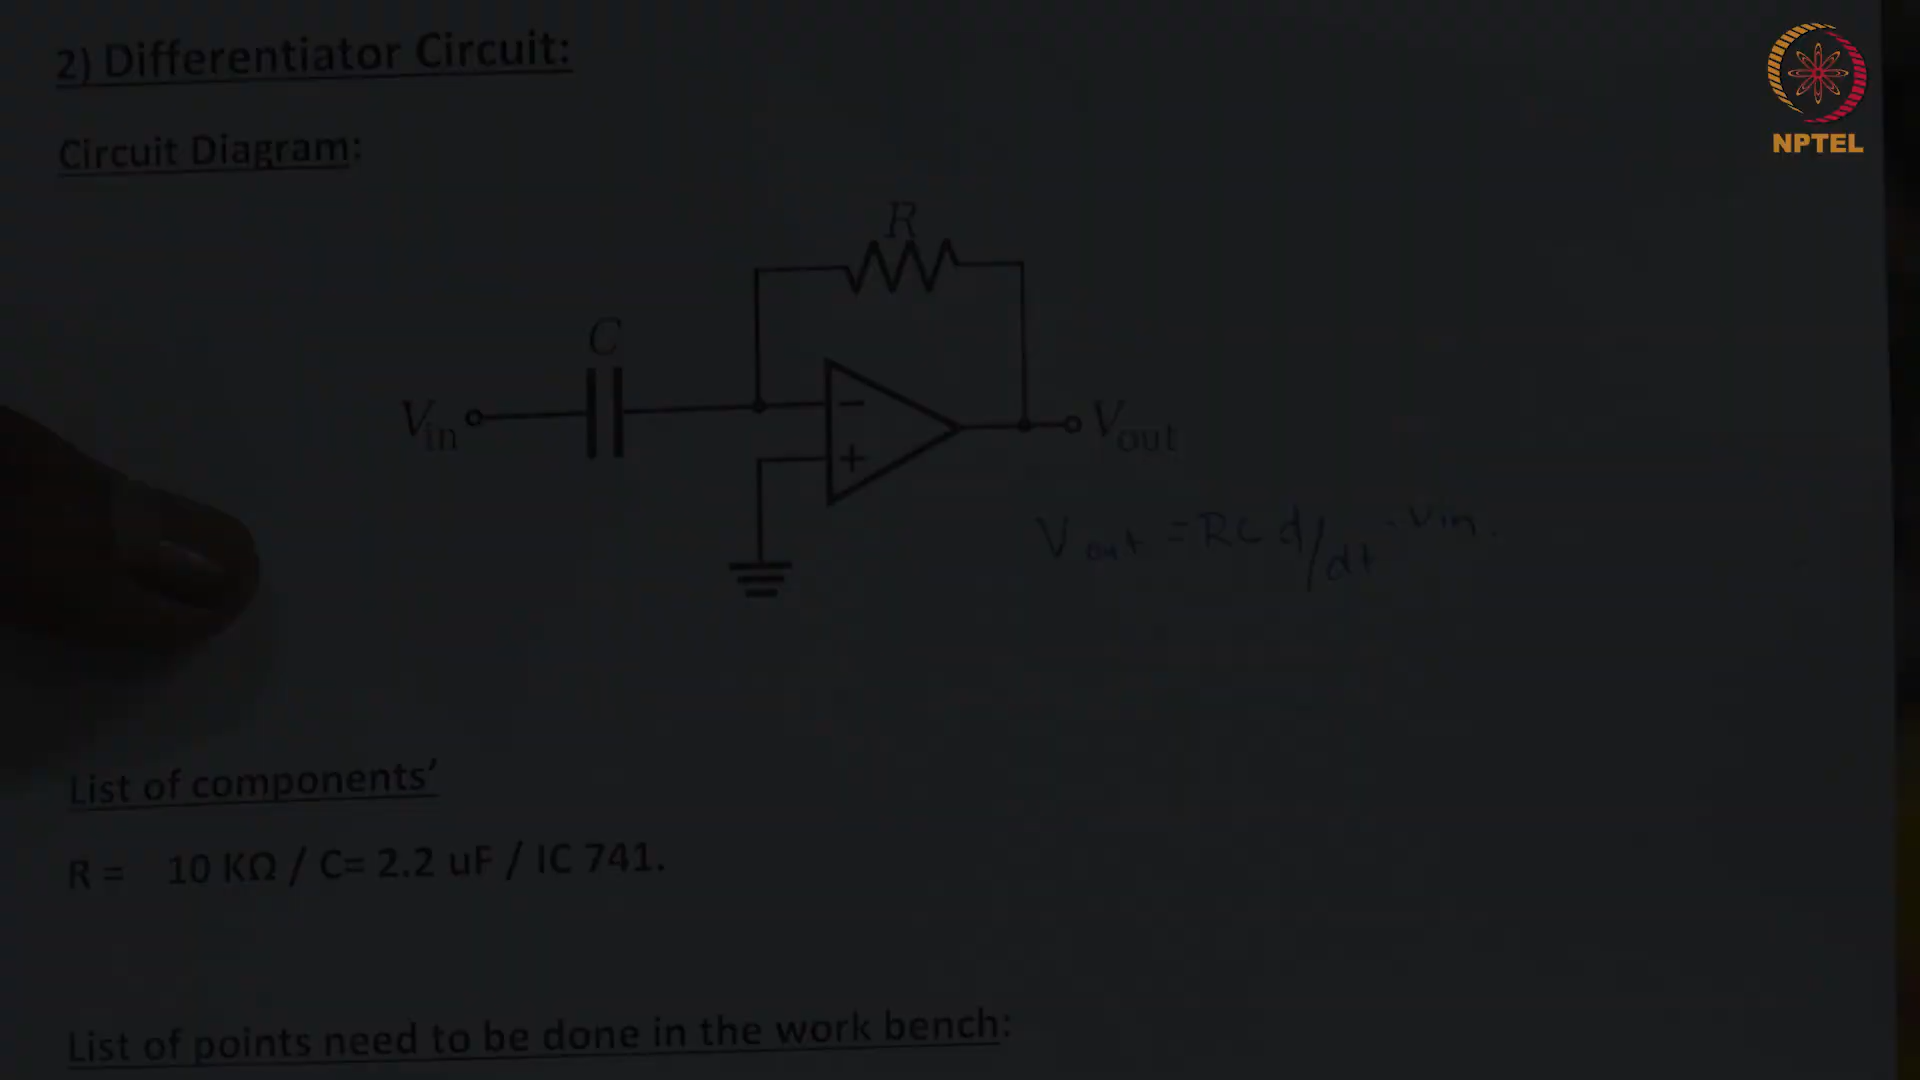 2) Differentiator Circuit:
NPTEL
Circuit Diagram:
R
C
Vin
−
+
Vout
Vout = RC d/dt - Vin.
List of components’
R = 10 KΩ / C= 2.2 uF / IC 741.
List of points need to be done in the work bench: